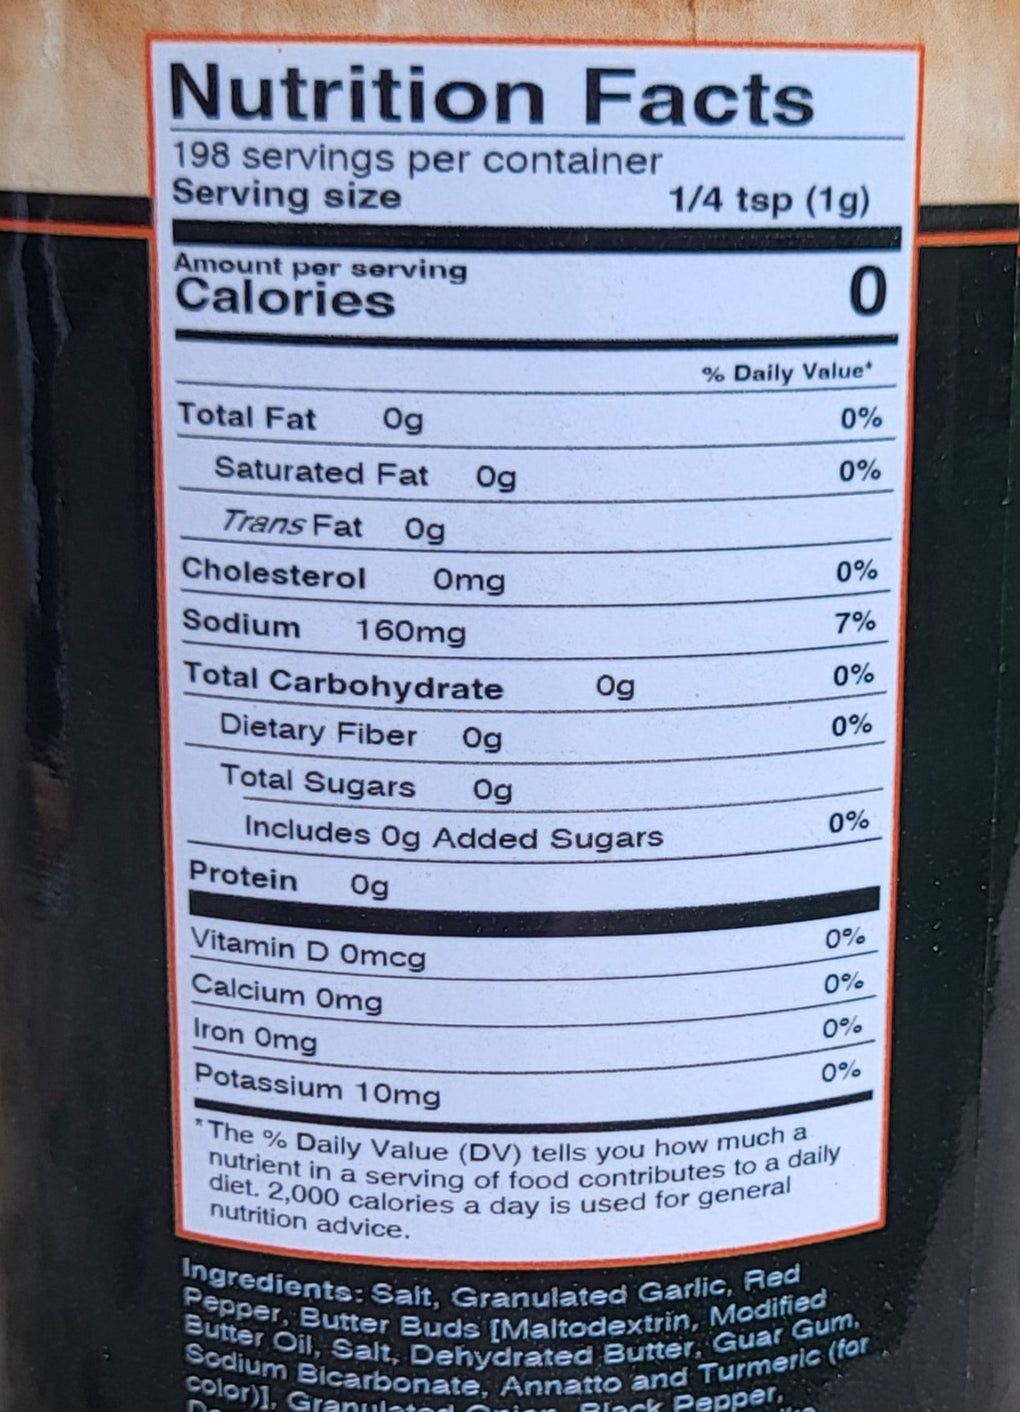 Nutrition Facts
198 servings per container
Serving size 1/4 tsp (1g)
Amount per serving
Calories 0
% Daily Value*
Total Fat 0g 0%
Saturated Fat 0g 0%
Trans Fat 0g
Cholesterol 0mg 0%
Sodium 160mg 7%
Total Carbohydrate 0g 0%
Dietary Fiber 0g 0%
Total Sugars 0g
Includes 0g Added Sugars 0%
Protein 0g
Vitamin D 0mcg 0%
Calcium 0mg 0%
Iron 0mg 0%
Potassium 10mg 0%
*The % Daily Value (DV) tells you how much a
nutrient in a serving of food contributes to a daily
diet. 2,000 calories a day is used for general
nutrition advice.
Ingredients: Salt, Granulated Garlic, Red
Pepper, Butter Buds [Maltodextrin, Modified
Butter Oil, Salt, Dehydrated Butter, Guar Gum,
Sodium Bicarbonate, Annatto and Turmeric (for
color)], Granulated Onion, Black Pepper,